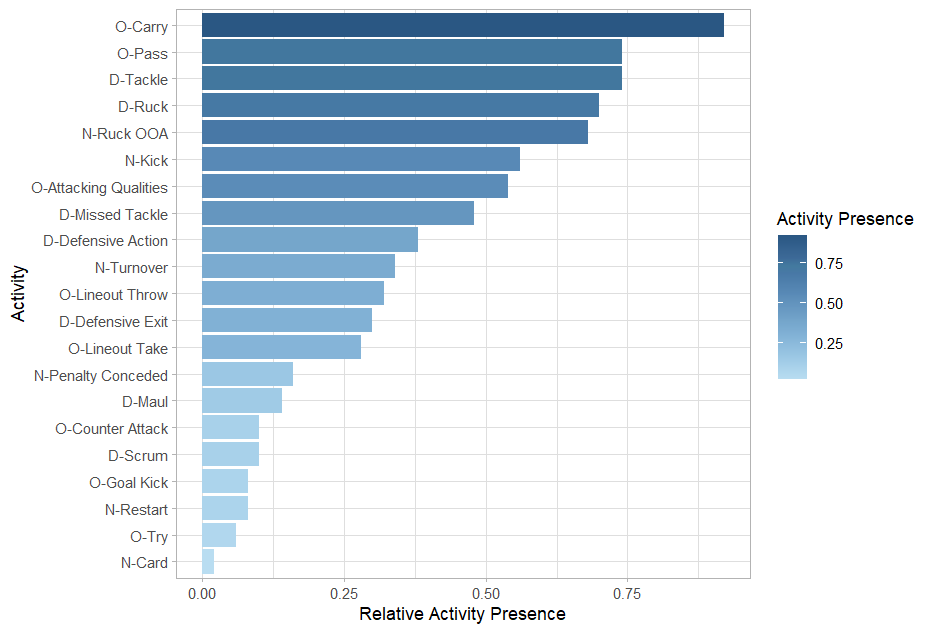 O-Carry
O-Pass
D-Tackle
D-Ruck
N-Ruck OOA
N-Kick
O-Attacking Qualities
D-Missed Tackle
D-Defensive Action
N-Turnover
O-Lineout Throw
D-Defensive Exit
O-Lineout Take
N-Penalty Conceded
D-Maul
O-Counter Attack
D-Scrum
O-Goal Kick
N-Restart
O-Try
N-Card
Activity
0.00 0.25 0.50 0.75
Relative Activity Presence
Activity Presence
0.75
0.50
0.25